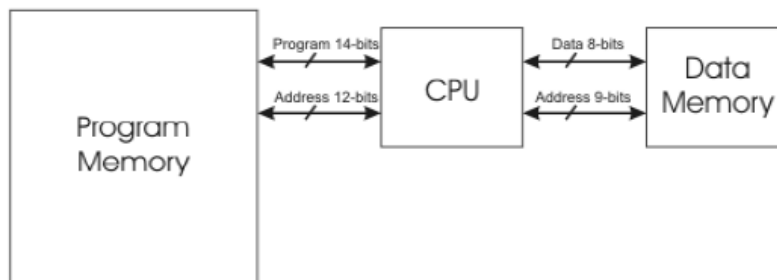 Program 14-bits
Data 8-bits
Address 12-bits
CPU
Address 9-bits
Data
Memory
Program
Memory